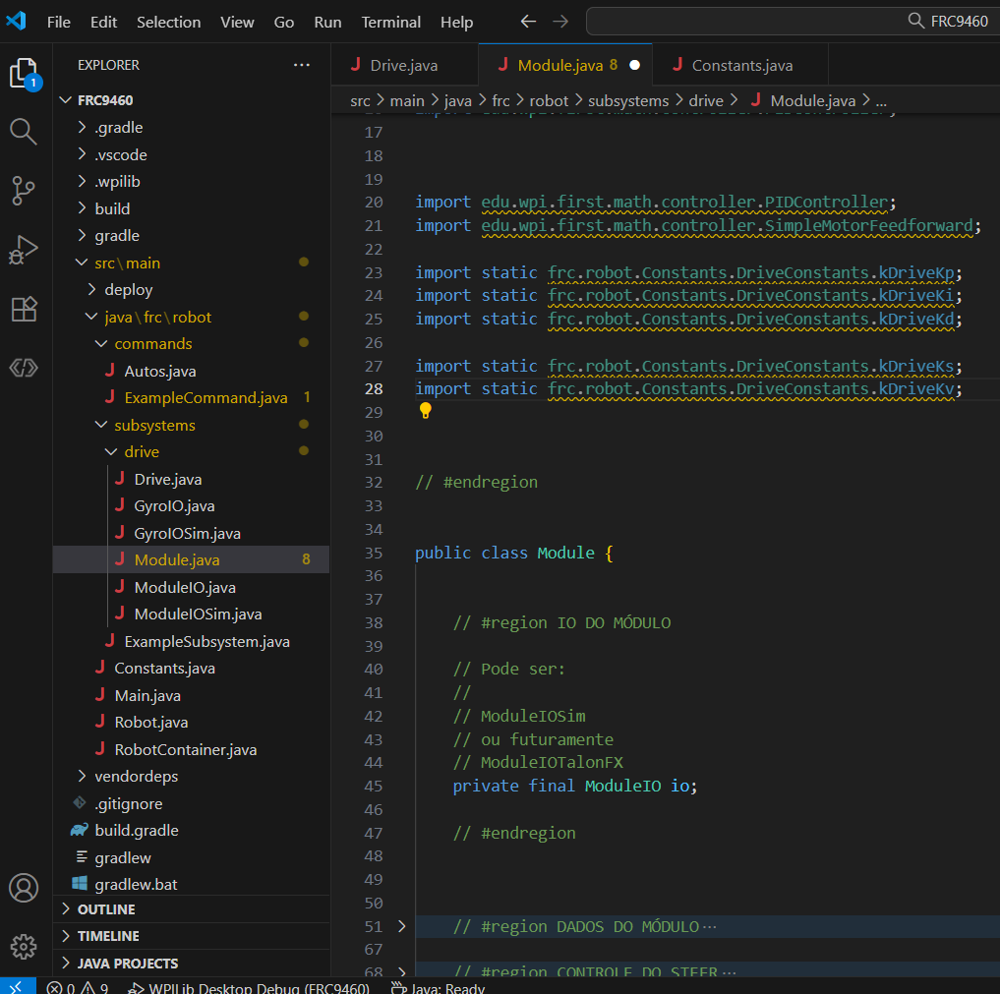 File Edit Selection View Go Run Terminal Help
FRC9460
1
EXPLORER
FRC9460
.gradle
.vscode
.wpilib
build
gradle
src\main
deploy
java\frc\robot
commands
Autos.java
ExampleCommand.java 1
subsystems
drive
Drive.java
GyroIO.java
GyroIOSim.java
Module.java 8
ModuleIO.java
ModuleIOSim.java
ExampleSubsystem.java
Constants.java
Main.java
Robot.java
RobotContainer.java
vendordeps
.gitignore
build.gradle
gradlew
gradlew.bat
OUTLINE
TIMELINE
JAVA PROJECTS
Drive.java Module.java 8 Constants.java
src > main > java > frc > robot > subsystems > drive > Module.java > ...
17
18
19
20 import edu.wpi.first.math.controller.PIDController;
21 import edu.wpi.first.math.controller.SimpleMotorFeedforward;
22
23 import static frc.robot.Constants.DriveConstants.kDriveKp;
24 import static frc.robot.Constants.DriveConstants.kDriveKi;
25 import static frc.robot.Constants.DriveConstants.kDriveKd;
26
27 import static frc.robot.Constants.DriveConstants.kDriveKs;
28 import static frc.robot.Constants.DriveConstants.kDriveKv;
29
30
31
32 // #endregion
33
34
35 public class Module {
36
37
38 // #region IO DO MÓDULO
39
40 // Pode ser:
41 //
42 // ModuleIOSim
43 // ou futuramente
44 // ModuleIOTalonFX
45 private final ModuleIO io;
46
47 // #endregion
48
49
50
51 // #region DADOS DO MÓDULO ...
67
68 // #region CONTROLE DO STEER ...
0 9 WPILib Desktop Debug (FRC9460) Java: Ready